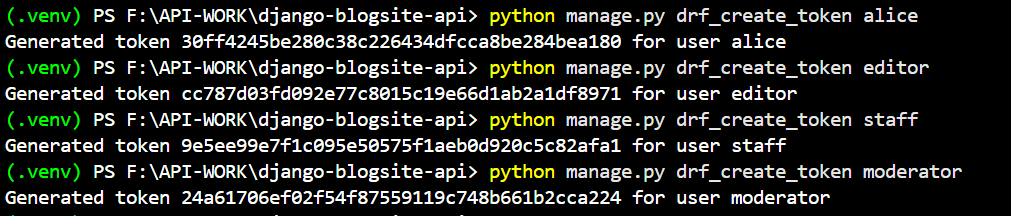 (.venv) PS F:\API-WORK\django-blogsite-api> python manage.py drf_create_token alice
Generated token 30ff4245be280c38c226434dfcca8be284bea180 for user alice
(.venv) PS F:\API-WORK\django-blogsite-api> python manage.py drf_create_token editor
Generated token cc787d03fd092e77c8015c19e66d1ab2a1df8971 for user editor
(.venv) PS F:\API-WORK\django-blogsite-api> python manage.py drf_create_token staff
Generated token 9e5ee99e7f1c095e50575f1aeb0d920c5c82afa1 for user staff
(.venv) PS F:\API-WORK\django-blogsite-api> python manage.py drf_create_token moderator
Generated token 24a61706ef02f54f87559119c748b661b2cca224 for user moderator